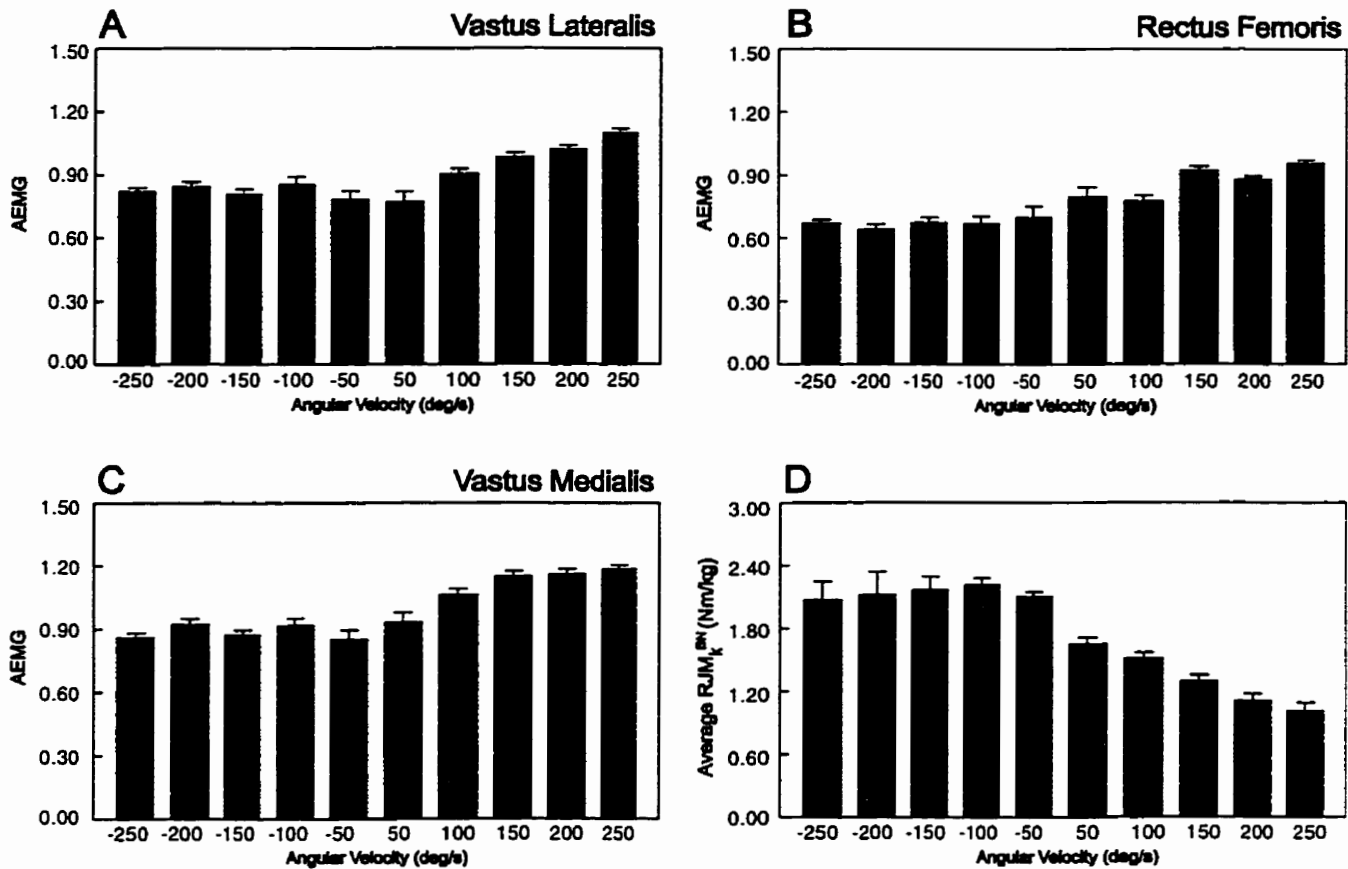 A
Vastus Lateralis
1.50
1.20
0.90
0.60
0.30
0.00
AEMG
-250 -200 -150 -100 -50 50 100 150 200 250
Angular Velocity (deg/s)
B
Rectus Femoris
1.50
1.20
0.90
0.60
0.30
0.00
AEMG
-250 -200 -150 -100 -50 50 100 150 200 250
Angular Velocity (deg/s)
C
Vastus Medialis
1.50
1.20
0.90
0.60
0.30
0.00
AEMG
-250 -200 -150 -100 -50 50 100 150 200 250
Angular Velocity (deg/s)
D
3.00
2.40
1.80
1.20
0.60
0.00
Average RJM_k^BN (Nm/kg)
-250 -200 -150 -100 -50 50 100 150 200 250
Angular Velocity (deg/s)